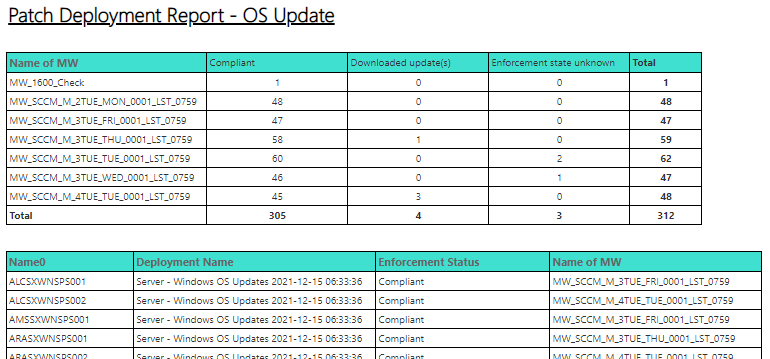 Patch Deployment Report - OS Update
Name of MW Compliant Downloaded update(s) Enforcement state unknown Total
MW_1600_Check 1 0 0 1
MW_SCCM_M_2TUE_MON_0001_LST_0759 48 0 0 48
MW_SCCM_M_3TUE_FRI_0001_LST_0759 47 0 0 47
MW_SCCM_M_3TUE_THU_0001_LST_0759 58 1 0 59
MW_SCCM_M_3TUE_TUE_0001_LST_0759 60 0 2 62
MW_SCCM_M_3TUE_WED_0001_LST_0759 46 0 1 47
MW_SCCM_M_4TUE_TUE_0001_LST_0759 45 3 0 48
Total 305 4 3 312
Name0 Deployment Name Enforcement Status Name of MW
ALCSXWNSPS001 Server - Windows OS Updates 2021-12-15 06:33:36 Compliant MW_SCCM_M_3TUE_FRI_0001_LST_0759
ALCSXWNSPS002 Server - Windows OS Updates 2021-12-15 06:33:36 Compliant MW_SCCM_M_4TUE_TUE_0001_LST_0759
AMSSXWNSPS001 Server - Windows OS Updates 2021-12-15 06:33:36 Compliant MW_SCCM_M_3TUE_FRI_0001_LST_0759
ARASXWNSPS001 Server - Windows OS Updates 2021-12-15 06:33:36 Compliant MW_SCCM_M_3TUE_THU_0001_LST_0759
ARASXWNSPS002 Server - Windows OS Updates 2021-12-15 06:33:36 Compliant MW_SCCM_M_4TUE_TUE_0001_LST_0759